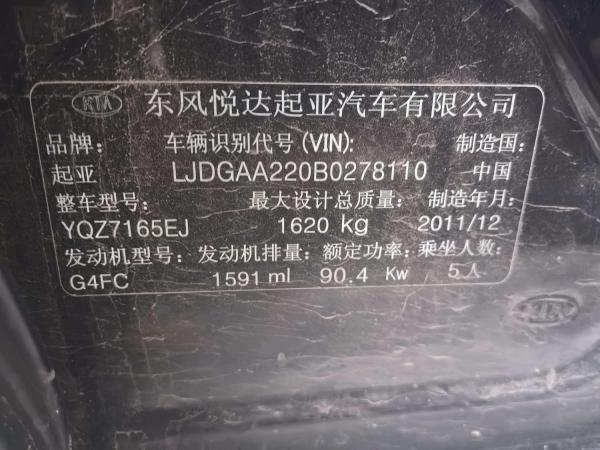 KIA 东风悦达起亚汽车有限公司
品牌: 车辆识别代号(VIN): 制造国:
起亚 LJDGAA220B0278110 中国
整车型号: 最大设计总质量: 制造年月:
YQZ7165EJ 1620 kg 2011/12
发动机型号: 发动机排量: 额定功率: 乘坐人数:
G4FC 1591 ml 90.4 Kw 5人
KIA